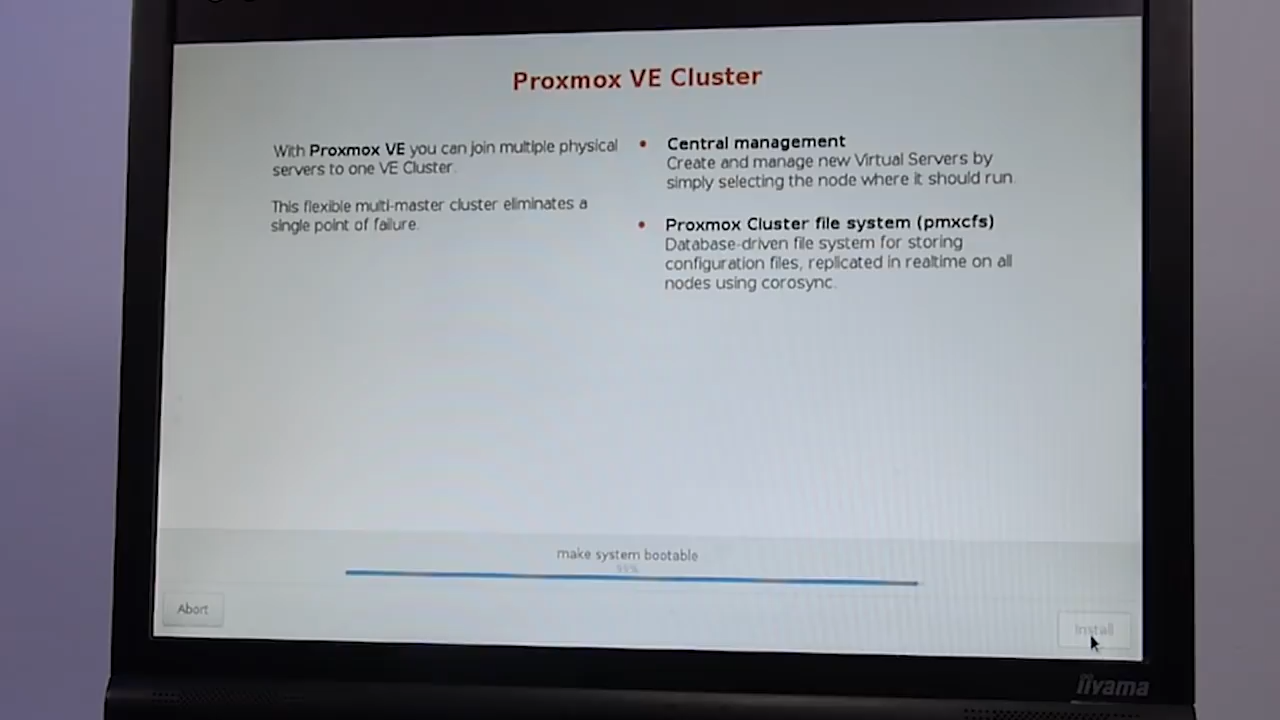 Proxmox VE Cluster
With Proxmox VE you can join multiple physical
servers to one VE Cluster.
This flexible multi-master cluster eliminates a
single point of failure.
• Central management
Create and manage new Virtual Servers by
simply selecting the node where it should run.
• Proxmox Cluster file system (pmxcfs)
Database-driven file system for storing
configuration files, replicated in realtime on all
nodes using corosync.
make system bootable
99%
Abort
Install
iiyama